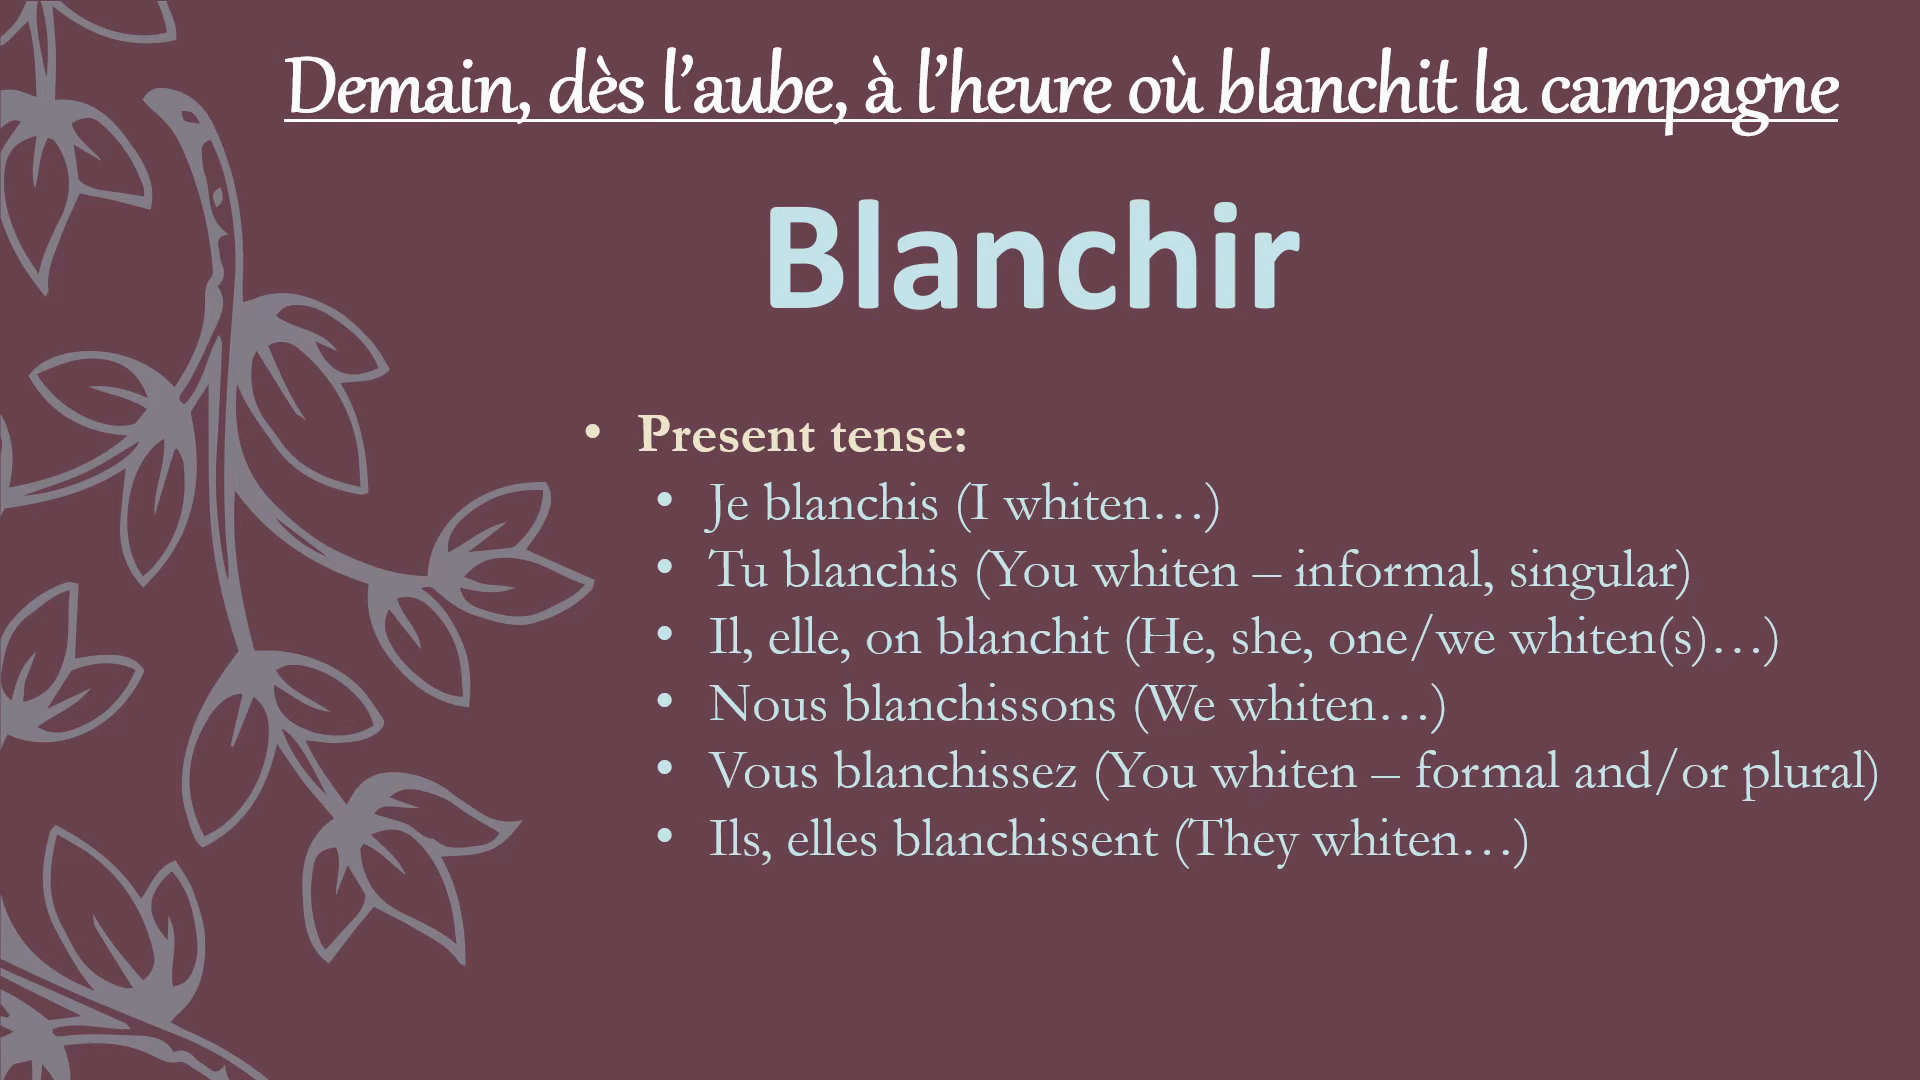 Demain, dès l’aube, à l’heure où blanchit la campagne
Blanchir
• Present tense:
• Je blanchis (I whiten…)
• Tu blanchis (You whiten – informal, singular)
• Il, elle, on blanchit (He, she, one/we whiten(s)…)
• Nous blanchissons (We whiten…)
• Vous blanchissez (You whiten – formal and/or plural)
• Ils, elles blanchissent (They whiten…)